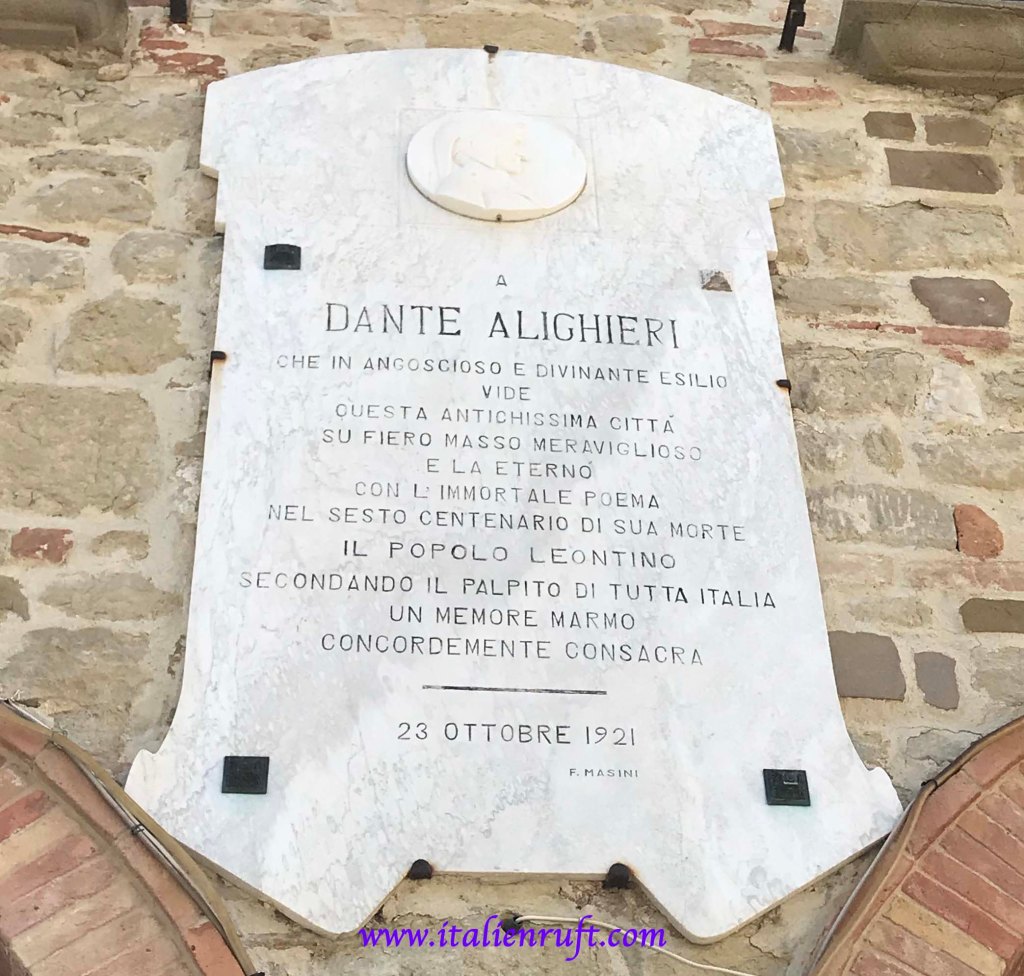 A
DANTE ALIGHIERI
CHE IN ANGOSCIOSO E DIVINANTE ESILIO
VIDE
QUESTA ANTICHISSIMA CITTÁ
SU FIERO MASSO MERAVIGLIOSO
E LA ETERNÓ
CON L'IMMORTALE POEMA
NEL SESTO CENTENARIO DI SUA MORTE
IL POPOLO LEONTINO
SECONDANDO IL PALPITO DI TUTTA ITALIA
UN MEMORE MARMO
CONCORDEMENTE CONSACRA
23 OTTOBRE 1921
F. MASINI
www.italienruft.com